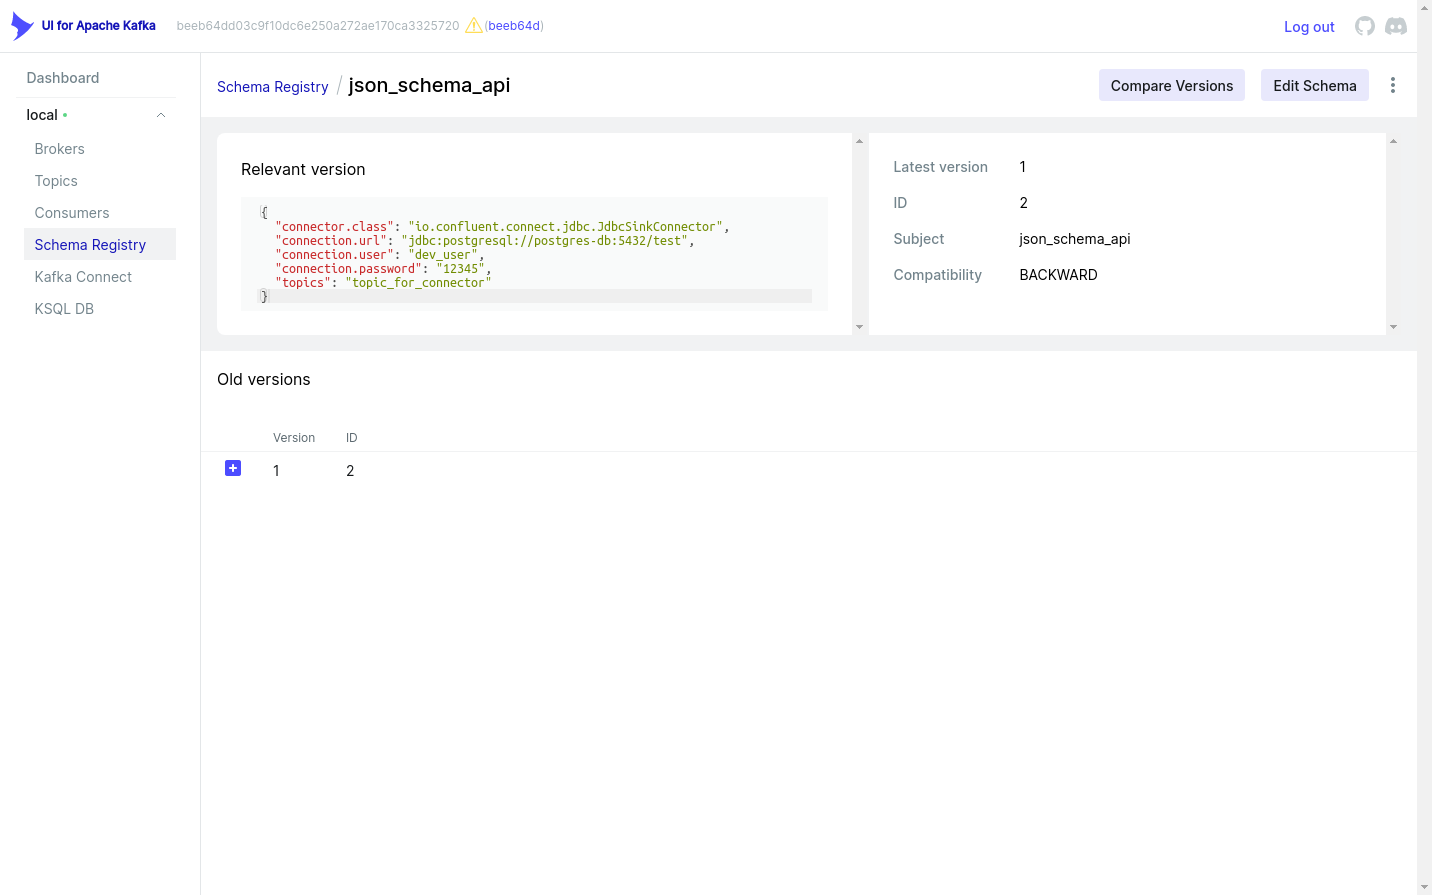 UI for Apache Kafka
beeb64dd03c9f10dc6e250a272ae170ca3325720 (beeb64d)
Log out
Dashboard
local
Brokers
Topics
Consumers
Schema Registry
Kafka Connect
KSQL DB
Schema Registry / json_schema_api
Compare Versions
Edit Schema
Relevant version
{
"connector.class": "io.confluent.connect.jdbc.JdbcSinkConnector",
"connection.url": "jdbc:postgresql://postgres-db:5432/test",
"connection.user": "dev_user",
"connection.password": "12345",
"topics": "topic_for_connector"
}
Latest version 1
ID 2
Subject json_schema_api
Compatibility BACKWARD
Old versions
Version ID
1 2